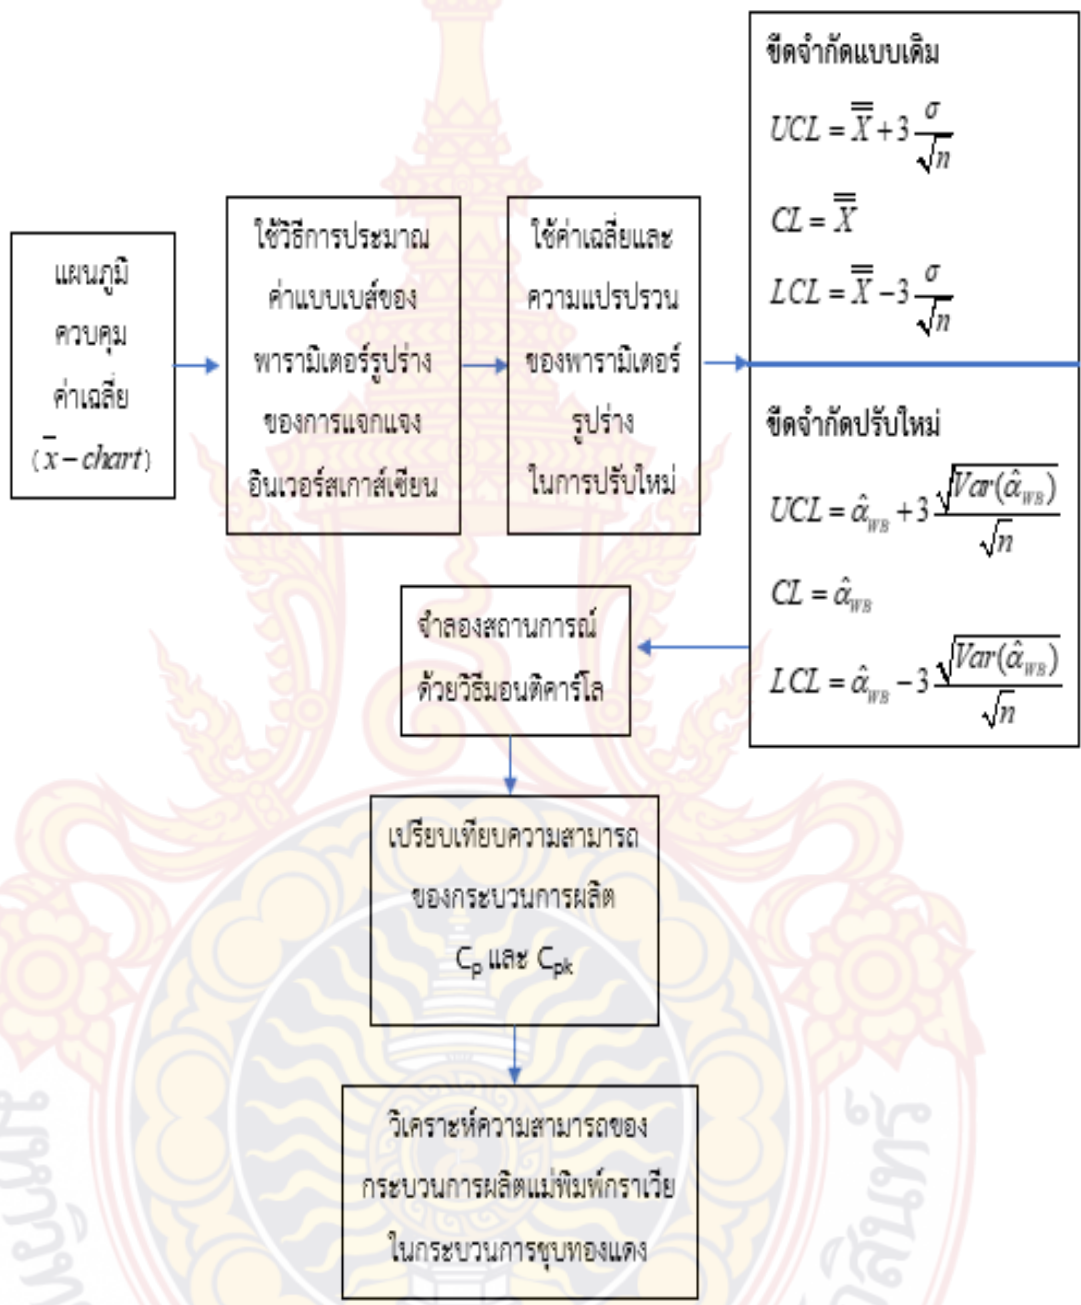 แผนภูมิ
ควบคุม
ค่าเฉลี่ย
(x̅ − chart)
ใช้วิธีการประมาณ
ค่าแบบเบส์ของ
พารามิเตอร์รูปร่าง
ของการแจกแจง
อินเวอร์สเกาส์เซียน
ใช้ค่าเฉลี่ยและ
ความแปรปรวน
ของพารามิเตอร์
รูปร่าง
ในการปรับใหม่
ขีดจำกัดแบบเดิม
UCL = X̿ + 3 σ/√n
CL = X̿
LCL = X̿ − 3 σ/√n
ขีดจำกัดปรับใหม่
UCL = α̂_WB + 3 √Var(α̂_WB)/√n
CL = α̂_WB
LCL = α̂_WB − 3 √Var(α̂_WB)/√n
จำลองสถานการณ์
ด้วยวิธีมอนติคาร์โล
เปรียบเทียบความสามารถ
ของกระบวนการผลิต
Cp และ Cpk
วิเคราะห์ความสามารถของ
กระบวนการผลิตแม่พิมพ์กราเวีย
ในกระบวนการชุบทองแดง